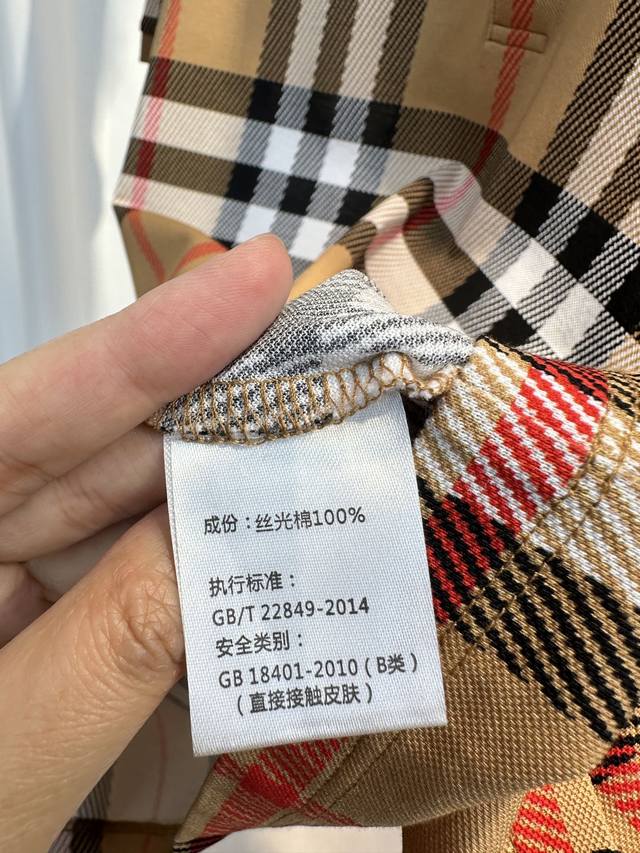 成份：丝光棉100%
执行标准：
GB/T 22849-2014
安全类别：
GB 18401-2010（B类）
（直接接触皮肤）